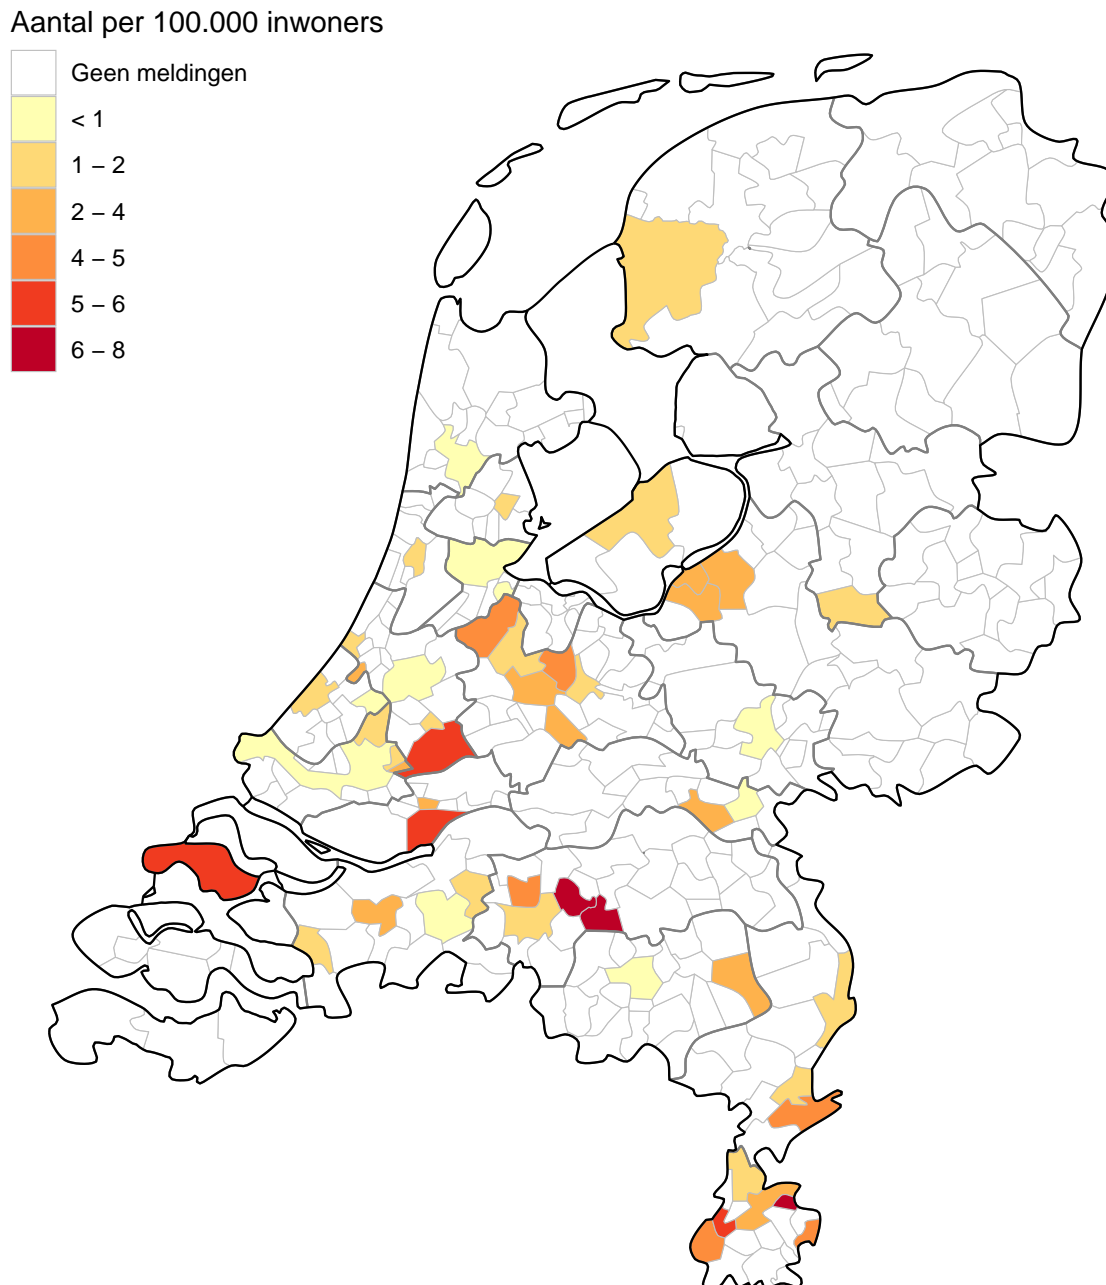 Aantal per 100.000 inwoners
Geen meldingen
< 1
1 – 2
2 – 4
4 – 5
5 – 6
6 – 8